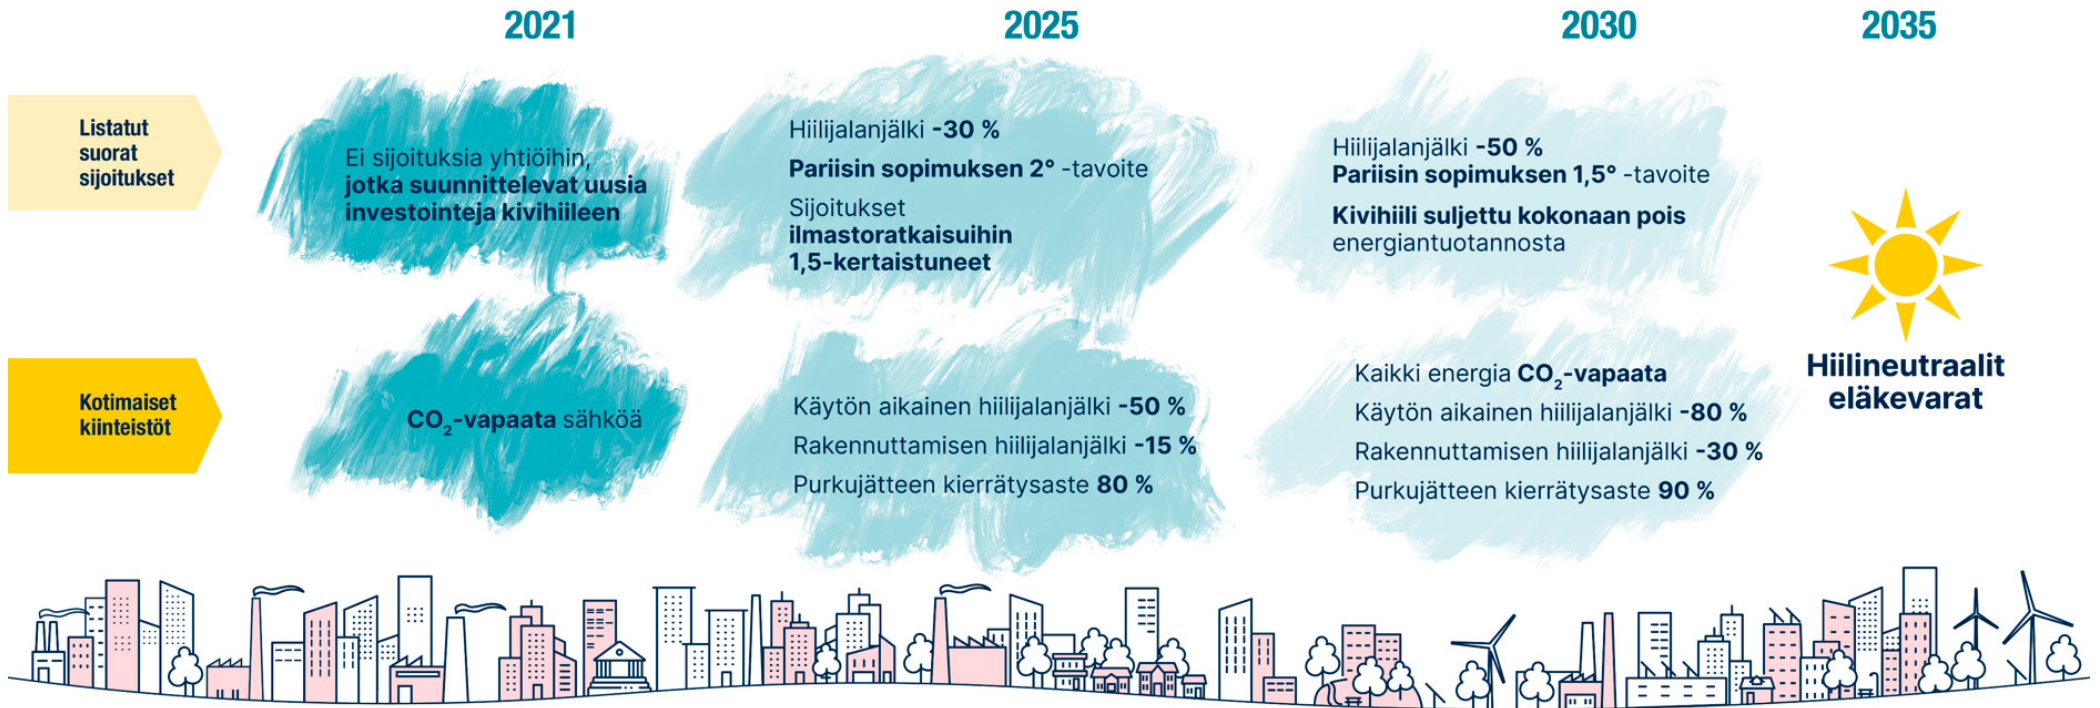 2021
2025
2030
2035
Listatut
suorat
sijoitukset
Ei sijoituksia yhtiöihin,
jotka suunnittelevat uusia
investointeja kivihiileen
Hiilijalanjälki -30 %
Pariisin sopimuksen 2° -tavoite
Sijoitukset
ilmastoratkaisuihin
1,5-kertaistuneet
Hiilijalanjälki -50 %
Pariisin sopimuksen 1,5° -tavoite
Kivihiili suljettu kokonaan pois
energiantuotannosta
Kotimaiset
kiinteistöt
CO₂-vapaata sähköä
Käytön aikainen hiilijalanjälki -50 %
Rakennuttamisen hiilijalanjälki -15 %
Purkujätteen kierrätysaste 80 %
Kaikki energia CO₂-vapaata
Käytön aikainen hiilijalanjälki -80 %
Rakennuttamisen hiilijalanjälki -30 %
Purkujätteen kierrätysaste 90 %
Hiilineutraalit
eläkevarat